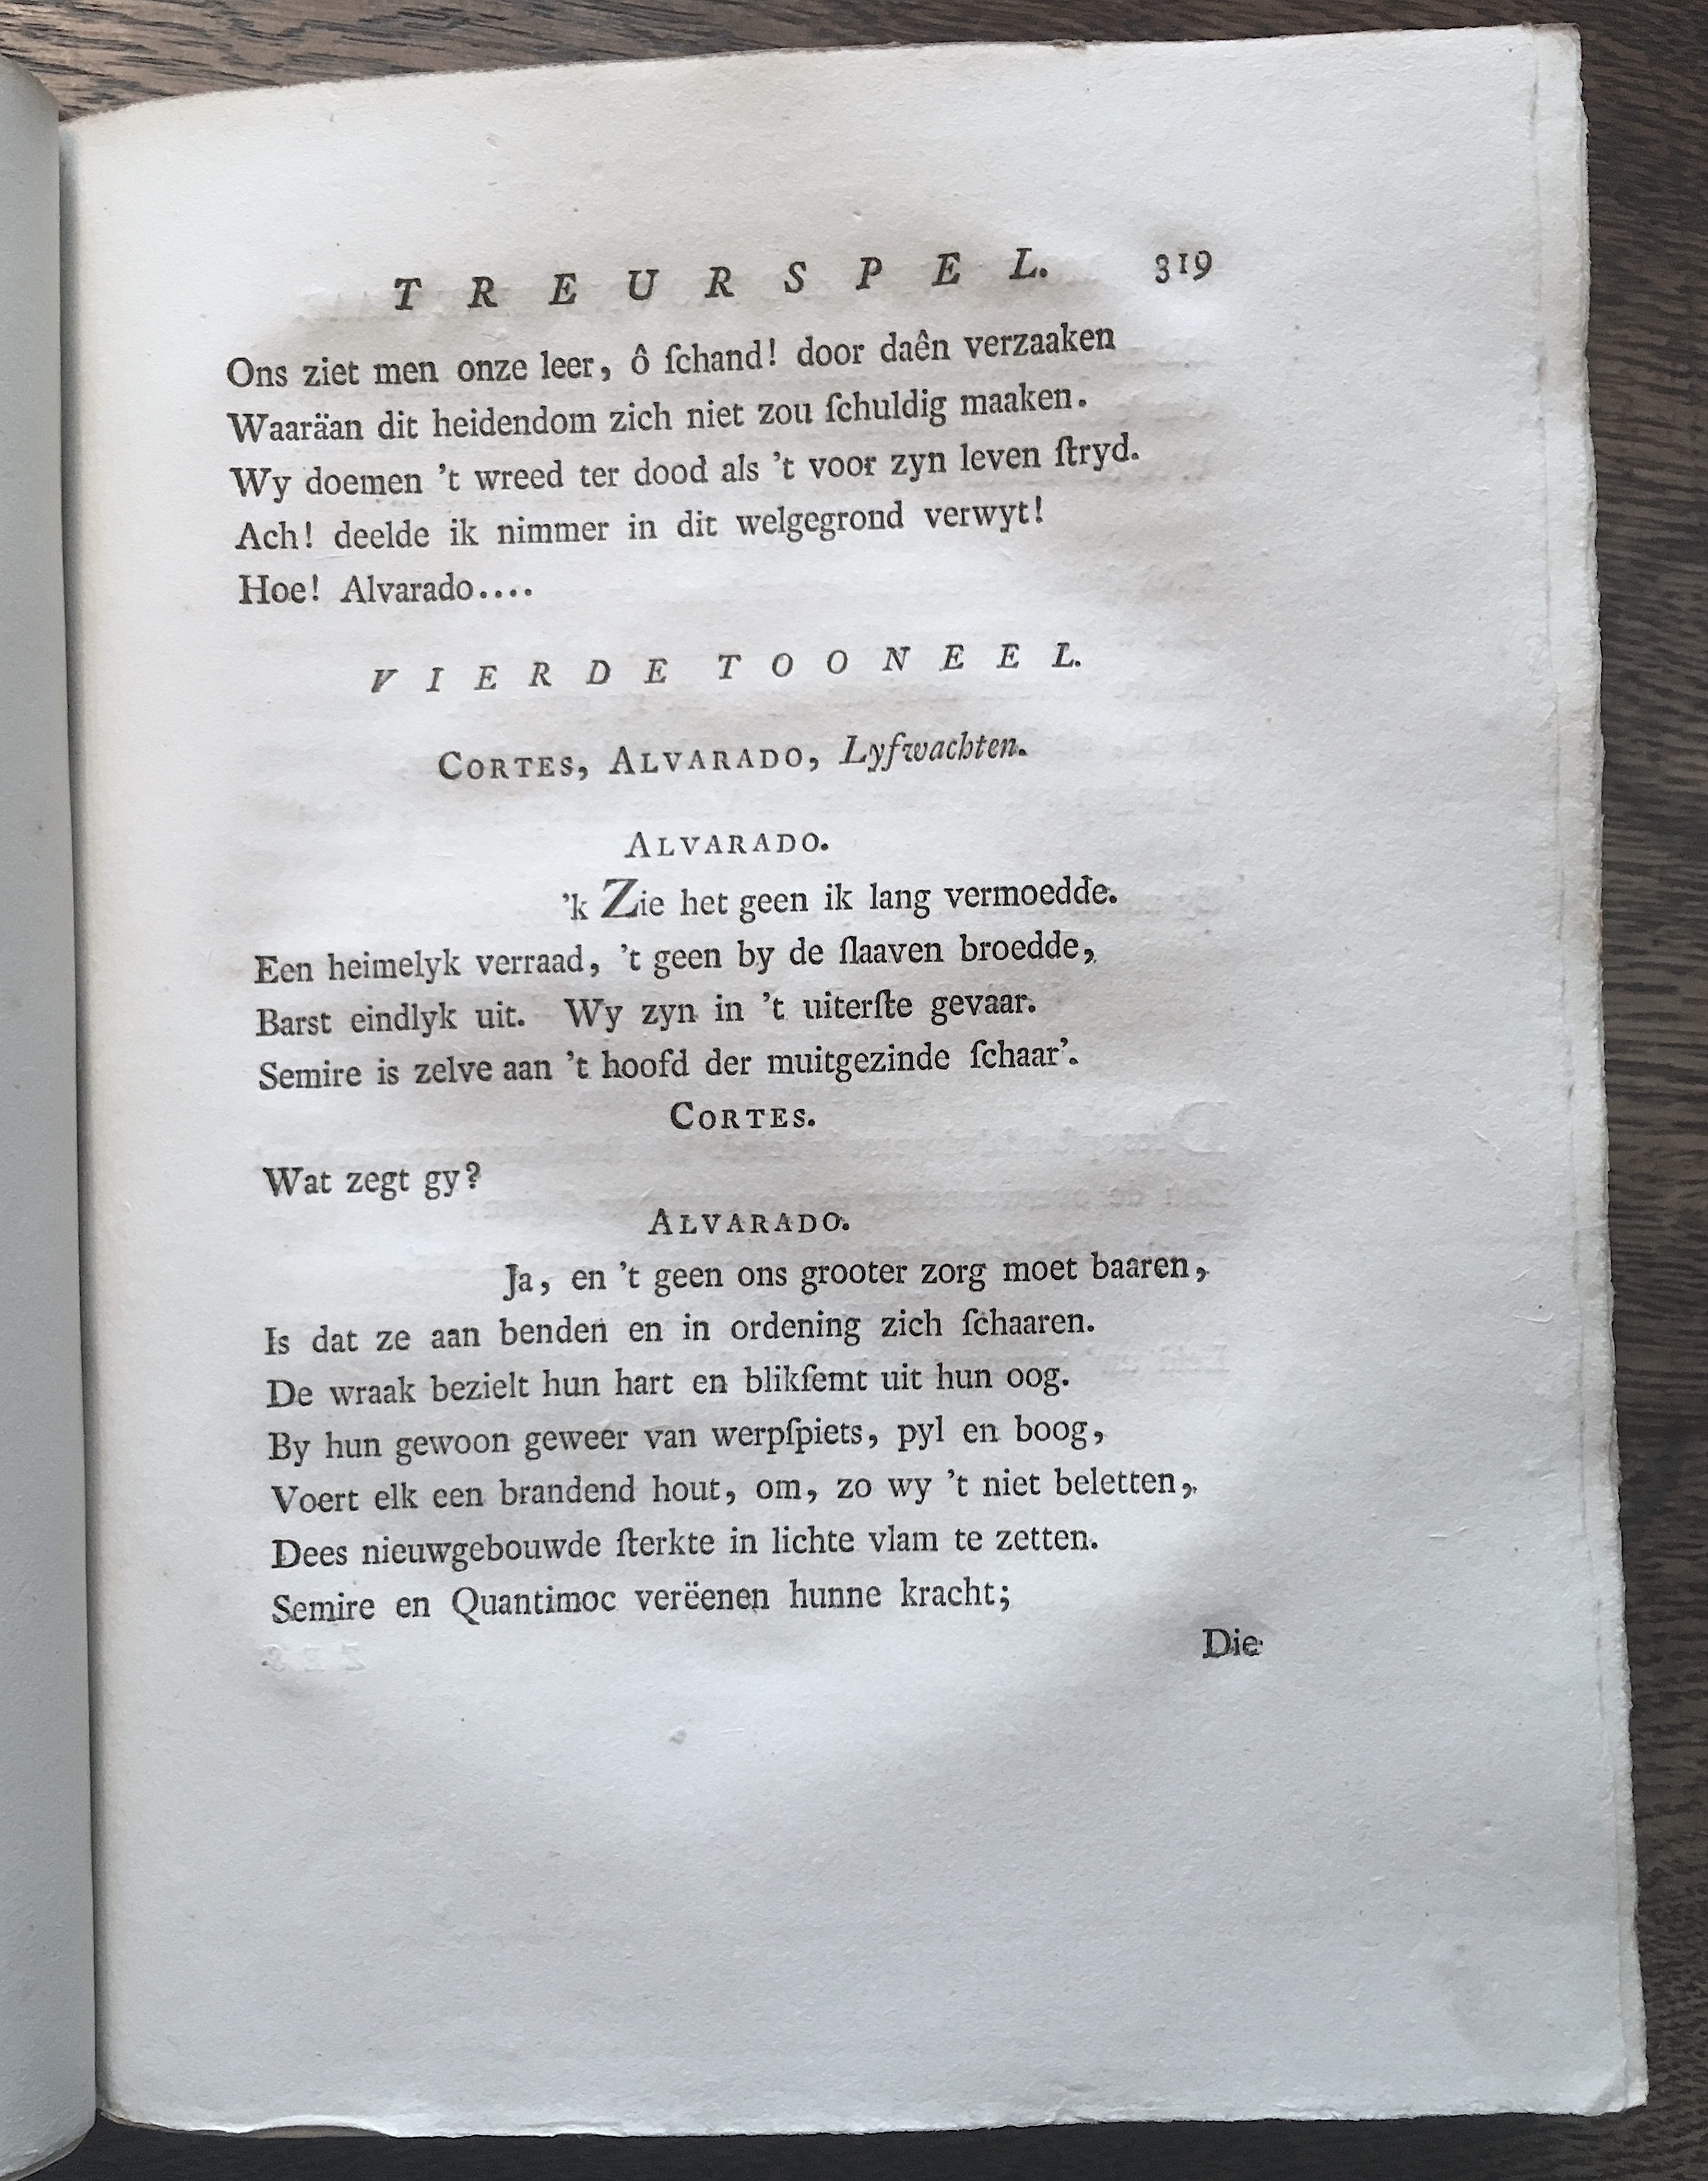 TREURSPEL. 319
Ons ziet men onze leer, ô ſchand! door daên verzaaken
Waaräan dit heidendom zich niet zou ſchuldig maaken.
Wy doemen 't wreed ter dood als 't voor zyn leven ſtryd.
Ach! deelde ik nimmer in dit welgegrond verwyt!
Hoe! Alvarado....
VIERDE TOONEEL.
CORTES, ALVARADO, Lyfwachten.
ALVARADO.
'k Zie het geen ik lang vermoedde.
Een heimelyk verraad, 't geen by de ſlaaven broedde,
Barst eindlyk uit. Wy zyn in 't uiterſte gevaar.
Semire is zelve aan 't hoofd der muitgezinde ſchaar'.
CORTES.
Wat zegt gy?
ALVARADO.
Ja, en 't geen ons grooter zorg moet baaren,
Is dat ze aan benden en in ordening zich ſchaaren.
De wraak bezielt hun hart en blikſemt uit hun oog.
By hun gewoon geweer van werpſpiets, pyl en boog,
Voert elk een brandend hout, om, zo wy 't niet beletten,
Dees nieuwgebouwde ſterkte in lichte vlam te zetten.
Semire en Quantimoc verëenen hunne kracht;
Die